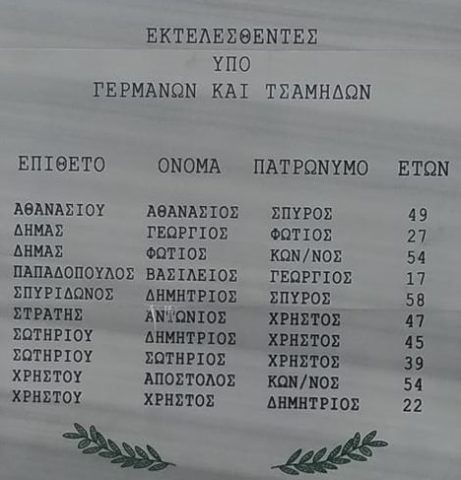 ΕΚΤΕΛΕΣΘΕΝΤΕΣ
ΥΠΟ
ΓΕΡΜΑΝΩΝ ΚΑΙ ΤΣΑΜΗΔΩΝ
ΕΠΙΘΕΤΟ ΟΝΟΜΑ ΠΑΤΡΩΝΥΜΟ ΕΤΩΝ
ΑΘΑΝΑΣΙΟΥ ΑΘΑΝΑΣΙΟΣ ΣΠΥΡΟΣ 49
ΔΗΜΑΣ ΓΕΩΡΓΙΟΣ ΦΩΤΙΟΣ 27
ΔΗΜΑΣ ΦΩΤΙΟΣ ΚΩΝ/ΝΟΣ 54
ΠΑΠΑΔΟΠΟΥΛΟΣ ΒΑΣΙΛΕΙΟΣ ΓΕΩΡΓΙΟΣ 17
ΣΠΥΡΙΔΩΝΟΣ ΔΗΜΗΤΡΙΟΣ ΣΠΥΡΟΣ 58
ΣΤΡΑΤΗΣ ΑΝΤΩΝΙΟΣ ΧΡΗΣΤΟΣ 47
ΣΩΤΗΡΙΟΥ ΔΗΜΗΤΡΙΟΣ ΧΡΗΣΤΟΣ 45
ΣΩΤΗΡΙΟΥ ΣΩΤΗΡΙΟΣ ΧΡΗΣΤΟΣ 39
ΧΡΗΣΤΟΥ ΑΠΟΣΤΟΛΟΣ ΚΩΝ/ΝΟΣ 54
ΧΡΗΣΤΟΥ ΧΡΗΣΤΟΣ ΔΗΜΗΤΡΙΟΣ 22